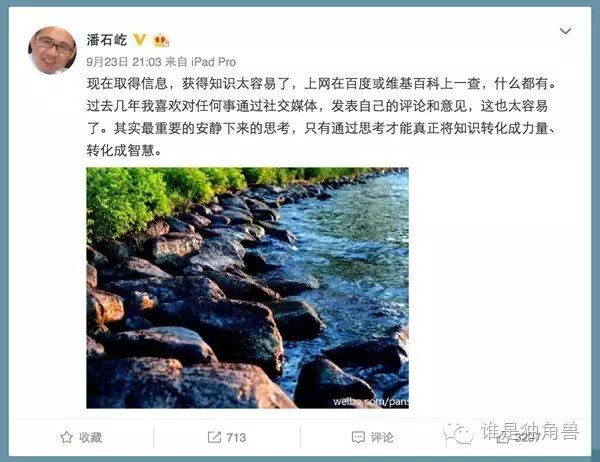 潘石屹
9月23日 21:03 来自 iPad Pro
现在取得信息，获得知识太容易了，上网在百度或维基百科上一查，什么都有。
过去几年我喜欢对任何事通过社交媒体，发表自己的评论和意见，这也太容易
了。其实最重要的安静下来的思考，只有通过思考才能真正将知识转化成力量、
转化成智慧。
weibo.com/pans
收藏
713
评论
3297
谁是独角兽